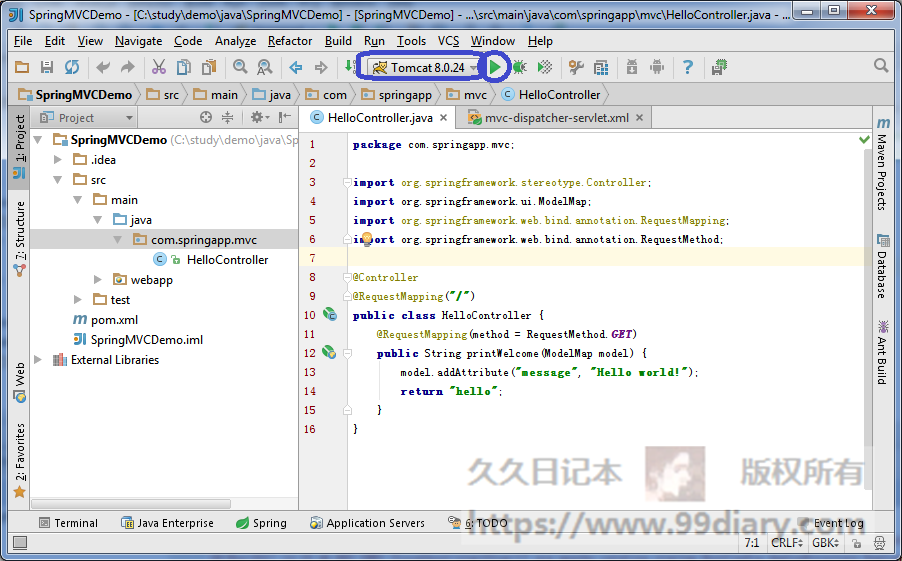 SpringMVCDemo - [C:\study\demo\java\SpringMVCDemo] - [SpringMVCDemo] - ...\src\main\java\com\springapp\mvc\HelloController.java - ...
File Edit View Navigate Code Analyze Refactor Build Run Tools VCS Window Help
Tomcat 8.0.24
SpringMVCDemo src main java com springapp mvc HelloController
Project
HelloController.java
mvc-dispatcher-servlet.xml
1: Project
7: Structure
Web
2: Favorites
SpringMVCDemo (C:\study\demo\java\Sp
.idea
src
main
java
com.springapp.mvc
HelloController
webapp
test
pom.xml
SpringMVCDemo.iml
External Libraries
1 package com.springapp.mvc;
2
3 import org.springframework.stereotype.Controller;
4 import org.springframework.ui.ModelMap;
5 import org.springframework.web.bind.annotation.RequestMapping;
6 import org.springframework.web.bind.annotation.RequestMethod;
7
8 @Controller
9 @RequestMapping("/")
10 public class HelloController {
11 @RequestMapping(method = RequestMethod.GET)
12 public String printWelcome(ModelMap model) {
13 model.addAttribute("message", "Hello world!");
14 return "hello";
15 }
16 }
Maven Projects
Database
Ant Build
久久日记本 版权所有
https://www.99diary.com
Terminal Java Enterprise Spring Application Servers 6: TODO Event Log
7:1 CRLF GBK